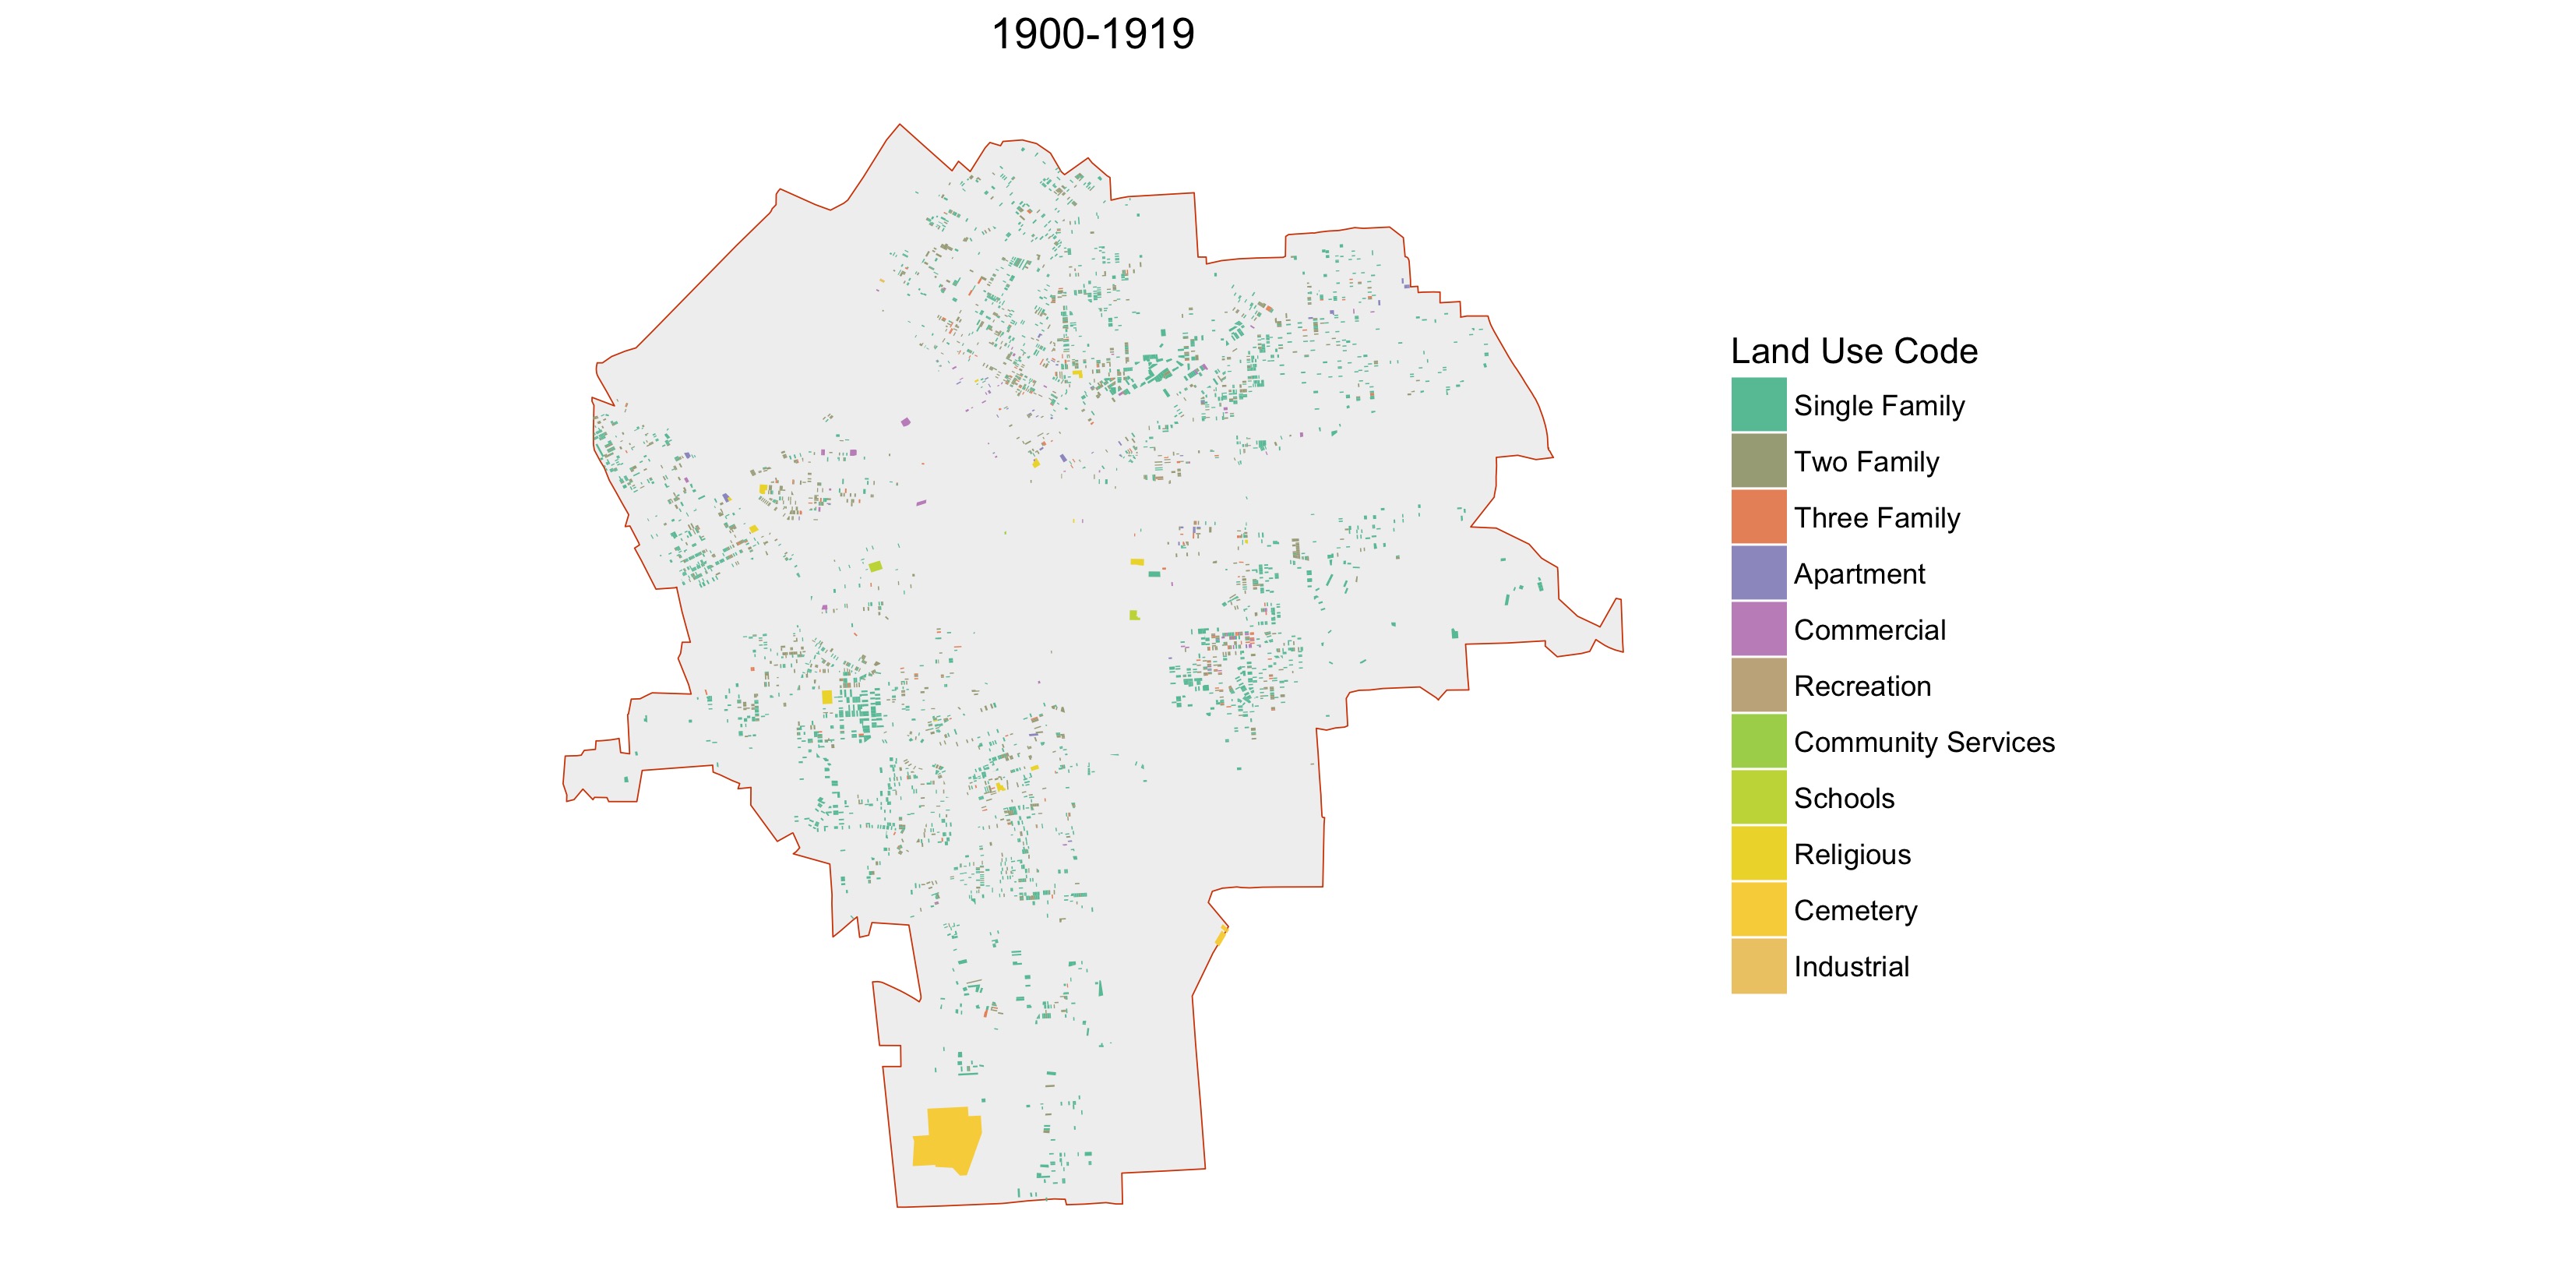 1900-1919
Land Use Code
Single Family
Two Family
Three Family
Apartment
Commercial
Recreation
Community Services
Schools
Religious
Cemetery
Industrial